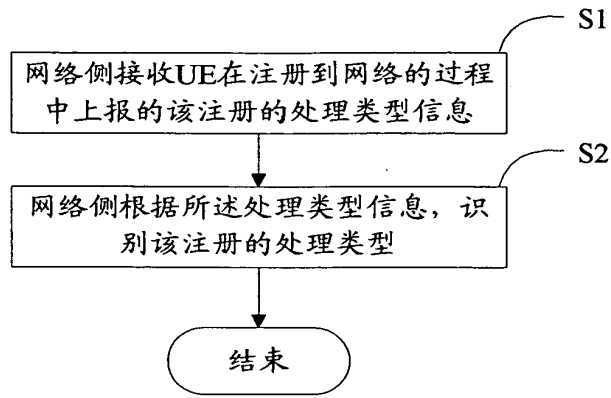 S1
网络侧接收UE在注册到网络的过程
中上报的该注册的处理类型信息
S2
网络侧根据所述处理类型信息，识
别该注册的处理类型
结束